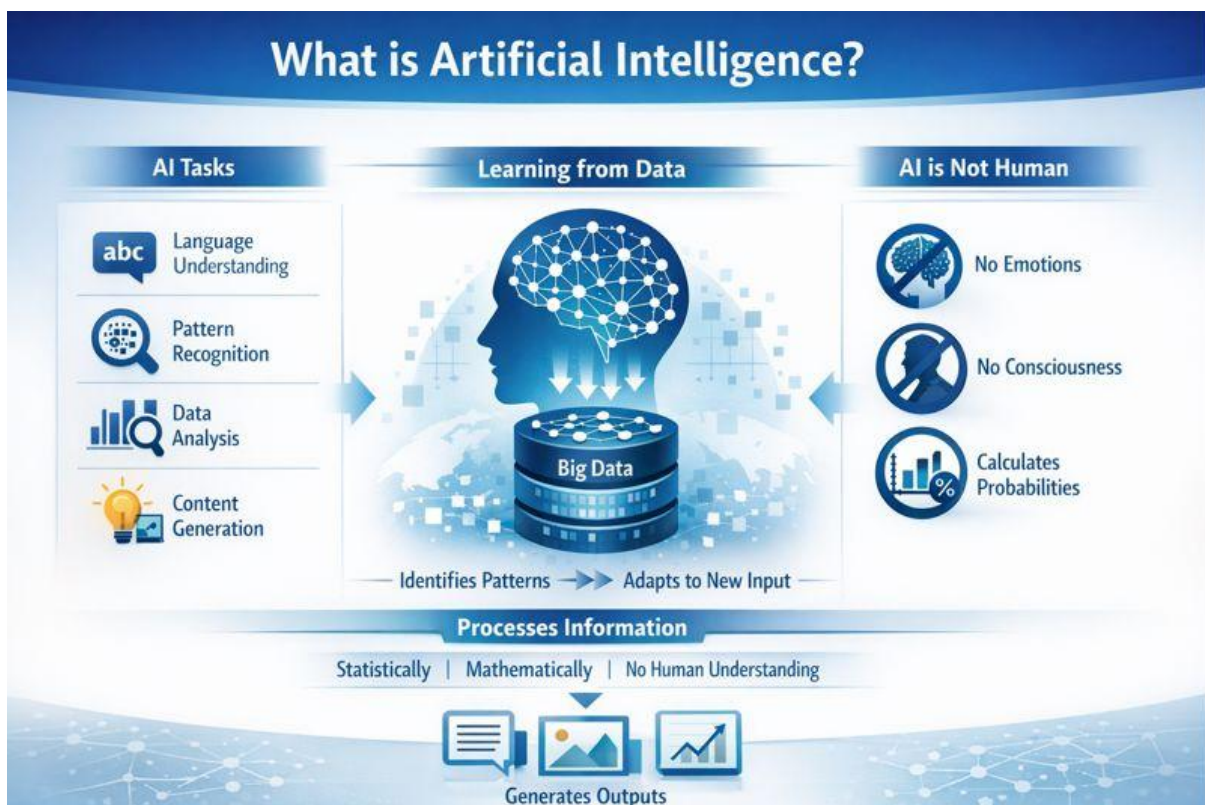 What is Artificial Intelligence?
AI Tasks
abc
Language
Understanding
Pattern
Recognition
Data
Analysis
Content
Generation
Learning from Data
Big Data
Identifies Patterns
Adapts to New Input
AI is Not Human
No Emotions
No Consciousness
%
Calculates
Probabilities
Processes Information
Statistically | Mathematically | No Human Understanding
Generates Outputs